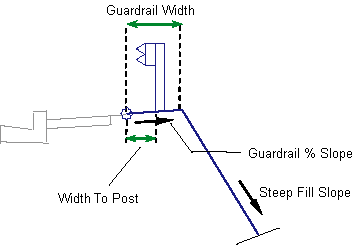 Guardrail Width
Guardrail % Slope
Steep Fill Slope
Width To Post